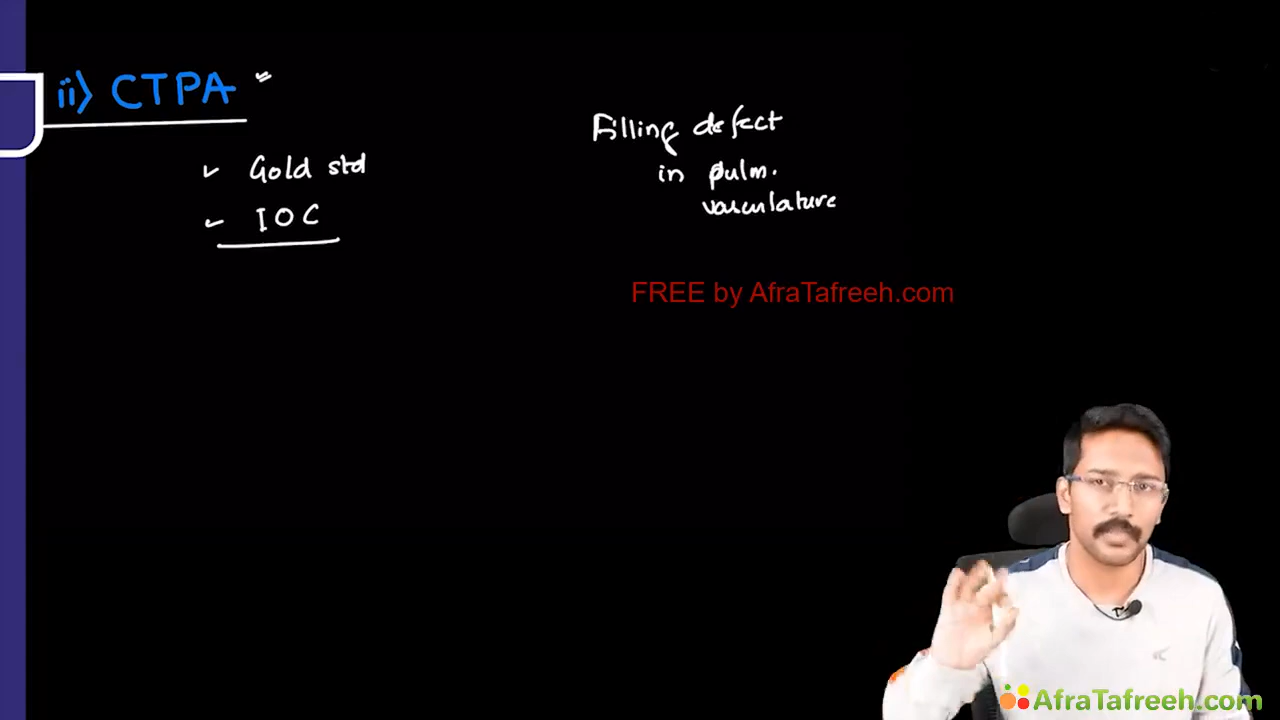 ii) CTPA
Gold std
IOC
Filling defect
in pulm.
vasculature
FREE by AfraTafreeh.com
AfraTafreeh.com